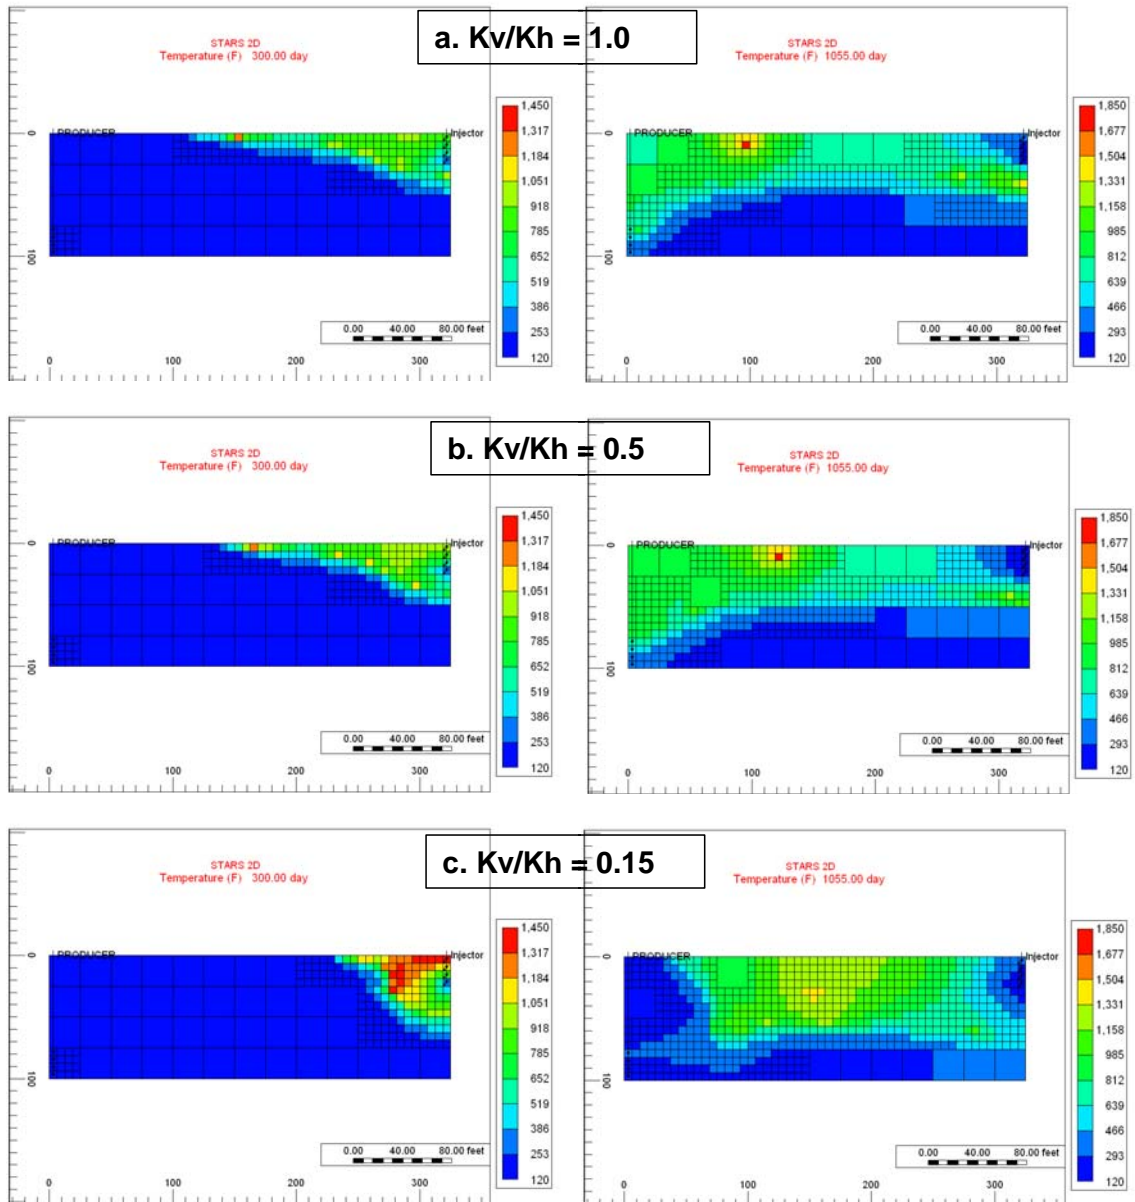 a. Kv/Kh = 1.0
STARS 2D
Temperature (F) 300.00 day
PRODUCER
Injector
0
100
0.00 40.00 80.00 feet
0 100 200 300
1,450
1,317
1,184
1,051
918
785
652
519
386
253
120
STARS 2D
Temperature (F) 1055.00 day
PRODUCER
Injector
0
100
0.00 40.00 80.00 feet
0 100 200 300
1,850
1,677
1,504
1,331
1,158
985
812
639
466
293
120
b. Kv/Kh = 0.5
STARS 2D
Temperature (F) 300.00 day
PRODUCER
Injector
0
100
0.00 40.00 80.00 feet
0 100 200 300
1,450
1,317
1,184
1,051
918
785
652
519
386
253
120
STARS 2D
Temperature (F) 1055.00 day
PRODUCER
Injector
0
100
0.00 40.00 80.00 feet
0 100 200 300
1,850
1,677
1,504
1,331
1,158
985
812
639
466
293
120
c. Kv/Kh = 0.15
STARS 2D
Temperature (F) 300.00 day
PRODUCER
Injector
0
100
0.00 40.00 80.00 feet
0 100 200 300
1,450
1,317
1,184
1,051
918
785
652
519
386
253
120
STARS 2D
Temperature (F) 1055.00 day
PRODUCER
Injector
0
100
0.00 40.00 80.00 feet
0 100 200 300
1,850
1,677
1,504
1,331
1,158
985
812
639
466
293
120